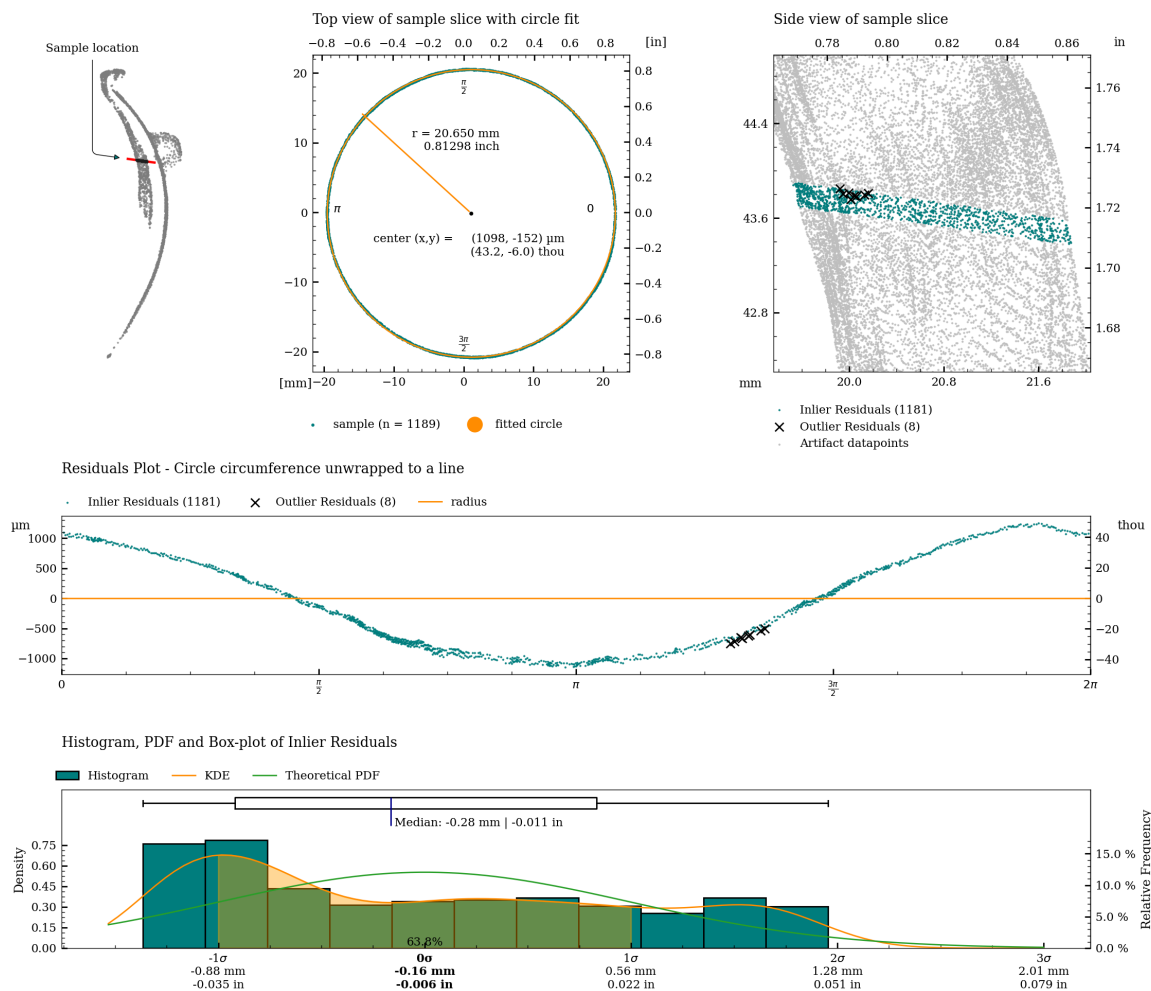 Sample location
Top view of sample slice with circle fit
−0.8 −0.6 −0.4 −0.2 0.0 0.2 0.4 0.6 0.8 [in]
20
10
0
−10
−20
0.8
0.6
0.4
0.2
0.0
−0.2
−0.4
−0.6
−0.8
π/2
r = 20.650 mm
0.81298 inch
π
0
center (x,y) = (1098, -152) µm
(43.2, -6.0) thou
3π/2
[mm] −20 −10 0 10 20
sample (n = 1189) fitted circle
Side view of sample slice
0.78 0.80 0.82 0.84 0.86 in
44.4
43.6
42.8
1.76
1.74
1.72
1.70
1.68
mm 20.0 20.8 21.6
Inlier Residuals (1181)
Outlier Residuals (8)
Artifact datapoints
Residuals Plot - Circle circumference unwrapped to a line
Inlier Residuals (1181) Outlier Residuals (8) radius
µm
1000
500
0
−500
−1000
thou
40
20
0
−20
−40
0 π/2 π 3π/2 2π
Histogram, PDF and Box-plot of Inlier Residuals
Histogram KDE Theoretical PDF
Median: -0.28 mm | -0.011 in
Density
0.75
0.60
0.45
0.30
0.15
0.00
63.8%
15.0 %
10.0 %
5.0 %
0.0 %
Relative Frequency
-1σ 0σ 1σ 2σ 3σ
-0.88 mm -0.16 mm 0.56 mm 1.28 mm 2.01 mm
-0.035 in -0.006 in 0.022 in 0.051 in 0.079 in